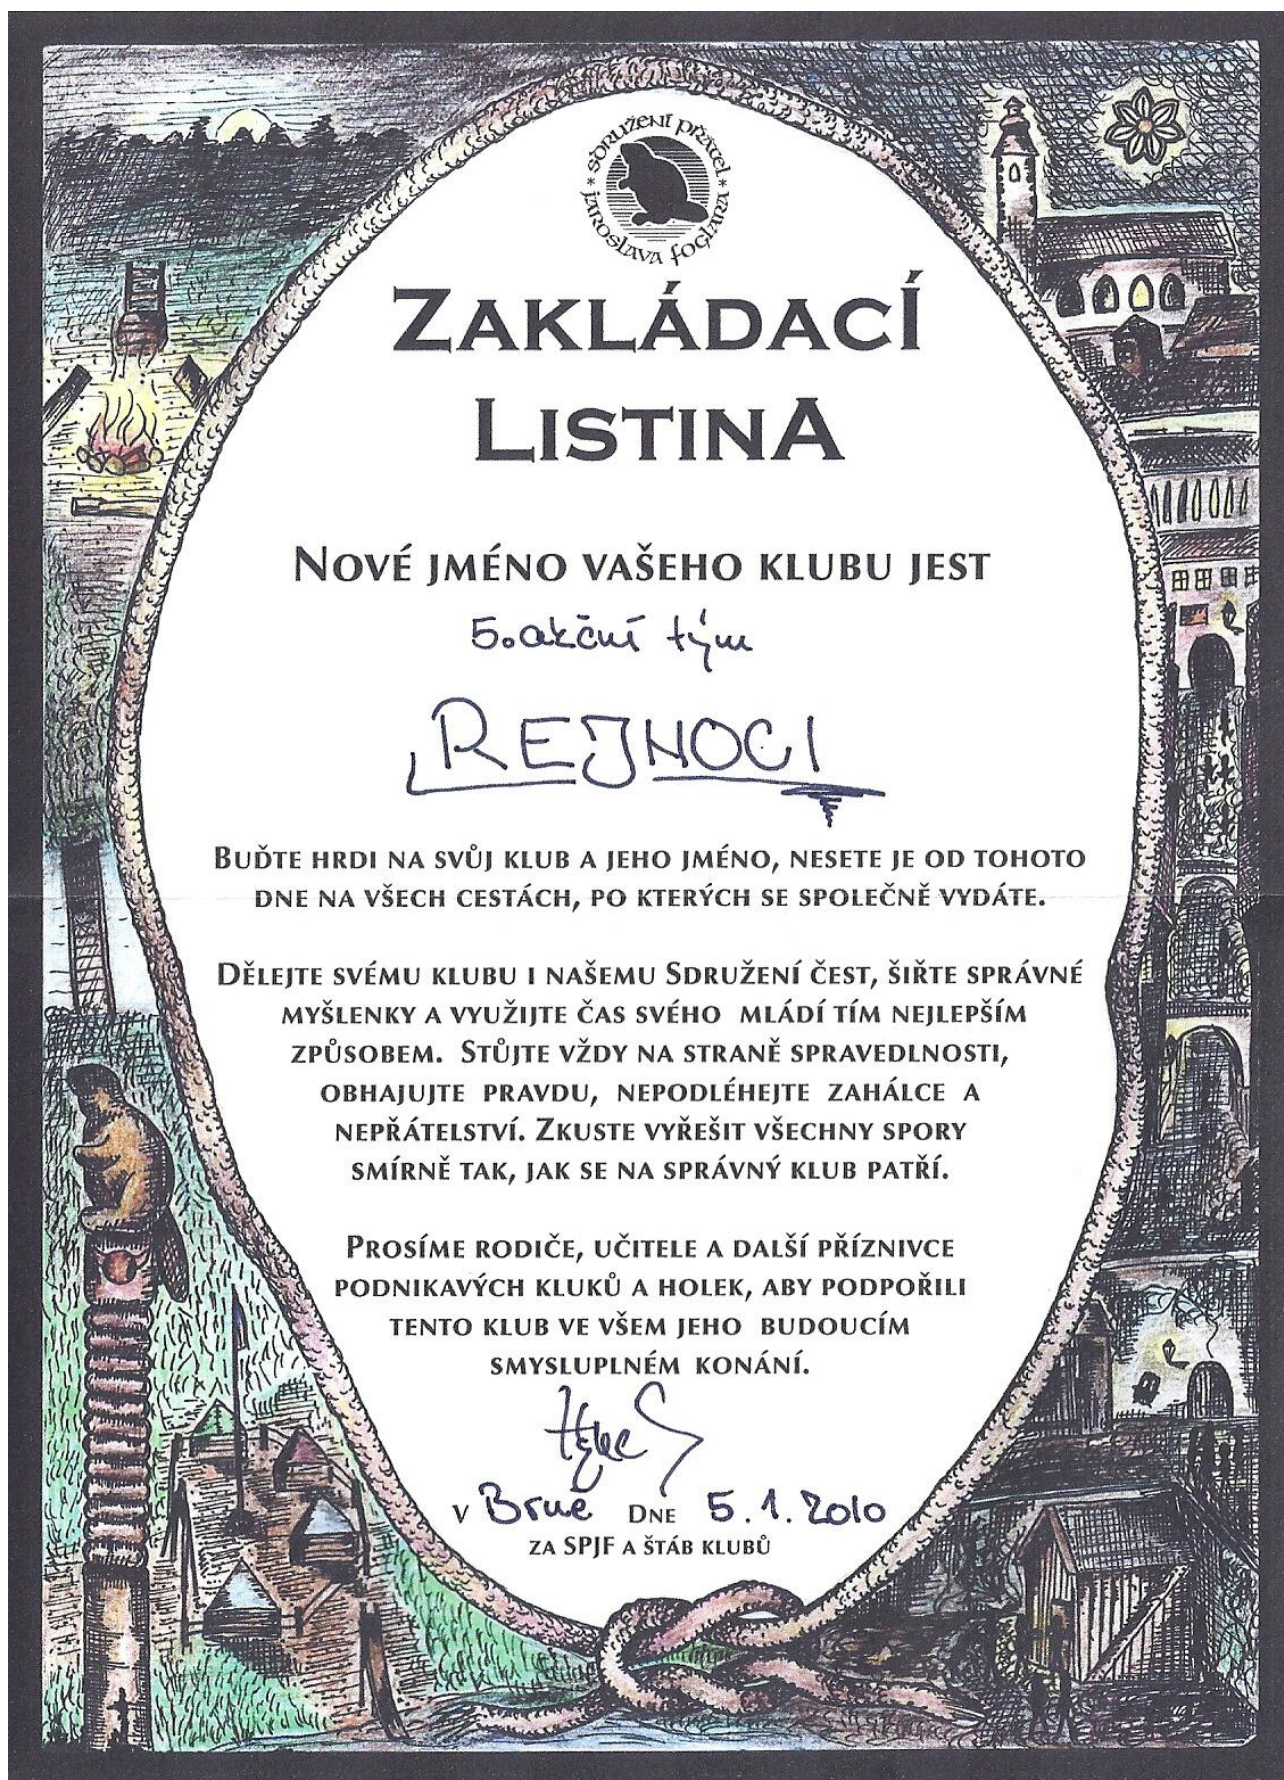 * SDRUŽENÍ PŘÁTEL * JAROSLAVA FOGLARA
ZAKLÁDACÍ
LISTINA
NOVÉ JMÉNO VAŠEHO KLUBU JEST
5. akční tým
REJNOCI
BUĎTE HRDI NA SVŮJ KLUB A JEHO JMÉNO, NESETE JE OD TOHOTO
DNE NA VŠECH CESTÁCH, PO KTERÝCH SE SPOLEČNĚ VYDÁTE.
DĚLEJTE SVÉMU KLUBU I NAŠEMU SDRUŽENÍ ČEST, ŠIŘTE SPRÁVNÉ
MYŠLENKY A VYUŽIJTE ČAS SVÉHO MLÁDÍ TÍM NEJLEPŠÍM
ZPŮSOBEM. STŮJTE VŽDY NA STRANĚ SPRAVEDLNOSTI,
OBHAJUJTE PRAVDU, NEPODLÉHEJTE ZAHÁLCE A
NEPŘÁTELSTVÍ. ZKUSTE VYŘEŠIT VŠECHNY SPORY
SMÍRNĚ TAK, JAK SE NA SPRÁVNÝ KLUB PATŘÍ.
PROSÍME RODIČE, UČITELE A DALŠÍ PŘÍZNIVCE
PODNIKAVÝCH KLUKŮ A HOLEK, ABY PODPOŘILI
TENTO KLUB VE VŠEM JEHO BUDOUCÍM
SMYSLUPLNÉM KONÁNÍ.
V Brně DNE 5.1.2010
ZA SPJF A ŠTÁB KLUBŮ